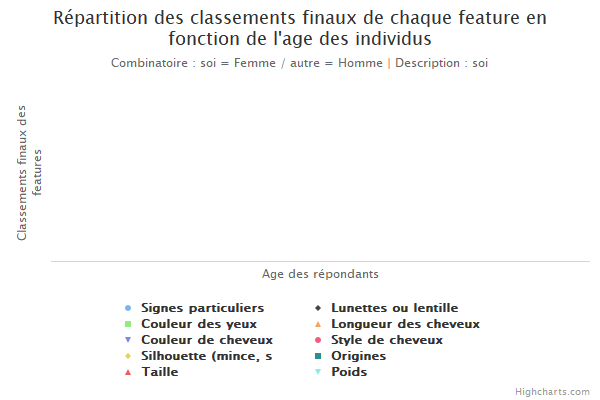 Répartition des classements finaux de chaque feature en
fonction de l'age des individus
Combinatoire : soi = Femme / autre = Homme | Description : soi
Classements finaux des
features
Age des répondants
Signes particuliers
Lunettes ou lentille
Couleur des yeux
Longueur des cheveux
Couleur de cheveux
Style de cheveux
Silhouette (mince, s
Origines
Taille
Poids
Highcharts.com